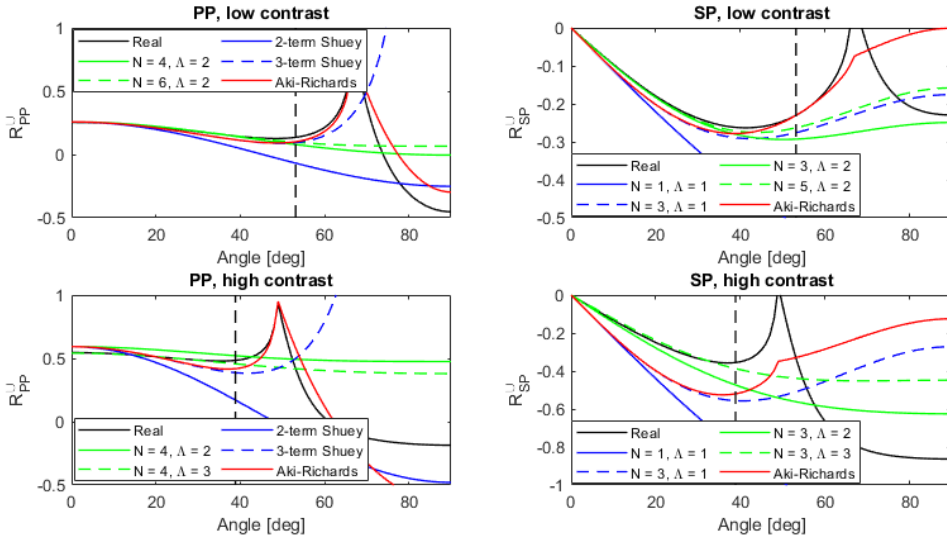 PP, low contrast
1
0.5
0
-0.5
R_PP^∪
Real
N = 4, Λ = 2
N = 6, Λ = 2
2-term Shuey
3-term Shuey
Aki-Richards
0 20 40 60 80
Angle [deg]
SP, low contrast
-0
-0.1
-0.2
-0.3
-0.4
-0.5
R_SP^∪
Real
N = 1, Λ = 1
N = 3, Λ = 1
N = 3, Λ = 2
N = 5, Λ = 2
Aki-Richards
0 20 40 60 80
Angle [deg]
PP, high contrast
1
0.5
0
-0.5
R_PP^∪
Real
N = 4, Λ = 2
N = 4, Λ = 3
2-term Shuey
3-term Shuey
Aki-Richards
0 20 40 60 80
Angle [deg]
SP, high contrast
0
-0.2
-0.4
-0.6
-0.8
-1
R_SP^∪
Real
N = 1, Λ = 1
N = 3, Λ = 1
N = 3, Λ = 2
N = 3, Λ = 3
Aki-Richards
0 20 40 60 80
Angle [deg]